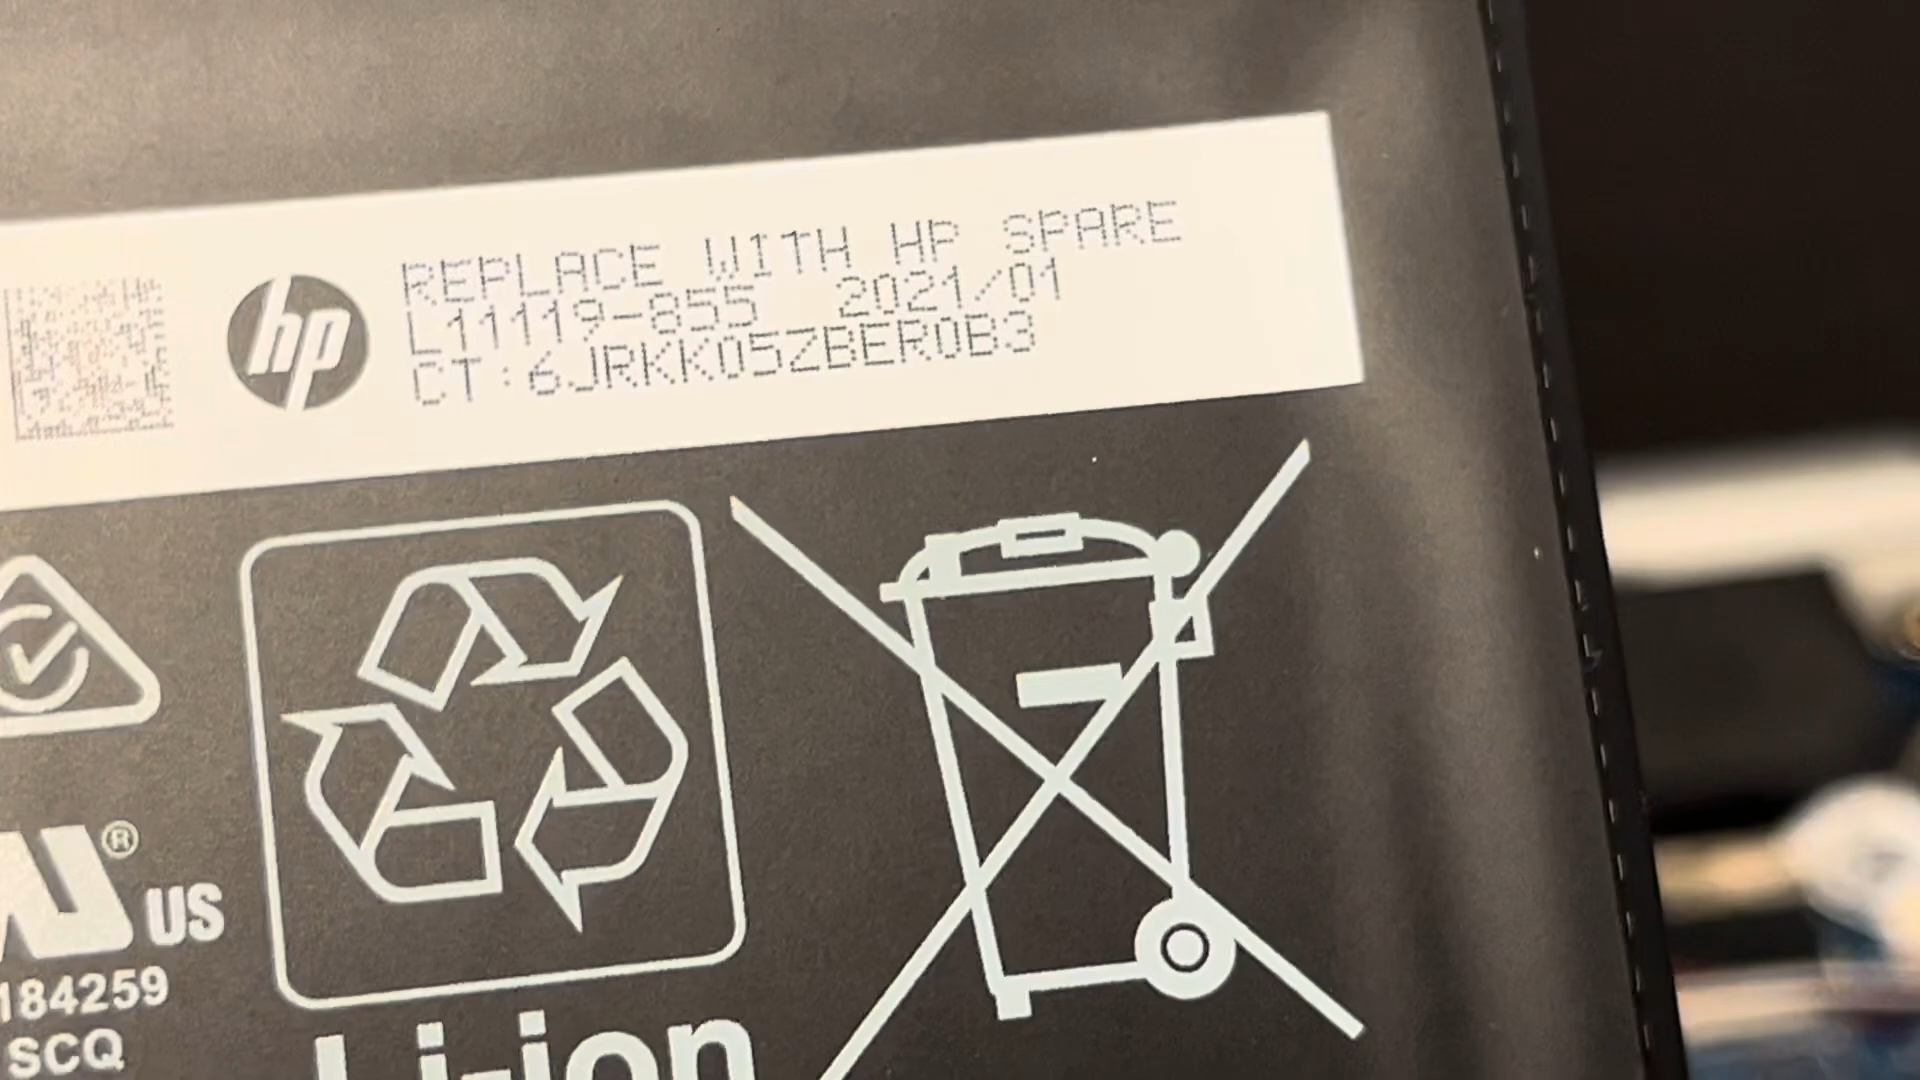 hp
REPLACE WITH HP SPARE
L11119-855 2021/01
CT:6JRKK05ZBER0B3
® US
184259
SCQ
Li-ion